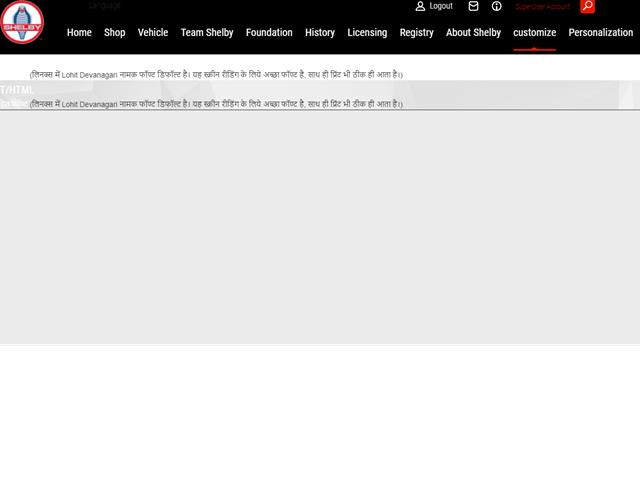 Language
Logout
SuperUser Account
SHELBY
Home Shop Vehicle Team Shelby Foundation History Licensing Registry About Shelby customize Personalization
(लिनक्स में Lohit Devanagari नामक फॉण्ट डिफॉल्ट है। यह स्क्रीन रीडिंग के लिये अच्छा फॉण्ट है, साथ ही प्रिंट भी ठीक ही आता है।)
T/HTML
(लिनक्स में Lohit Devanagari नामक फॉण्ट डिफॉल्ट है। यह स्क्रीन रीडिंग के लिये अच्छा फॉण्ट है, साथ ही प्रिंट भी ठीक ही आता है।)